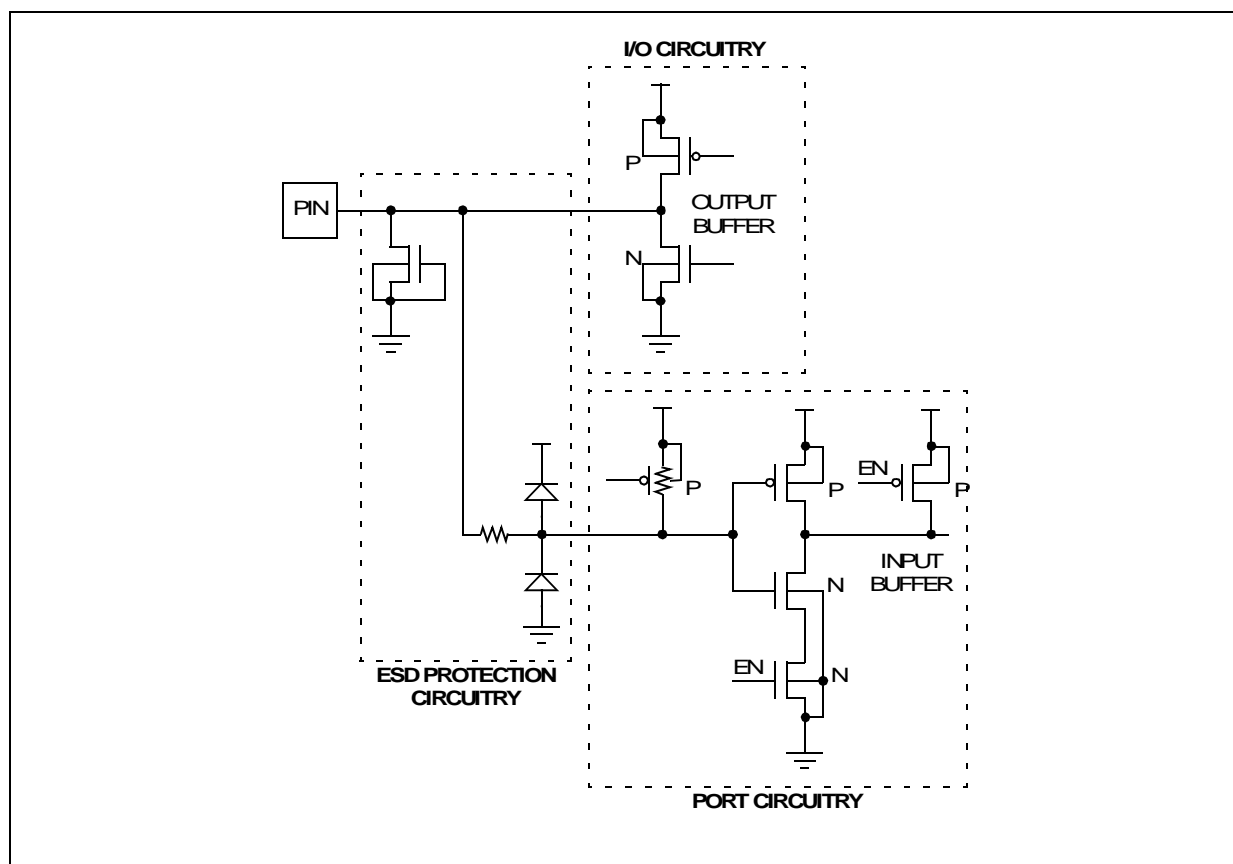 I/O CIRCUITRY
P
PIN
OUTPUT
BUFFER
N
EN
P
P
P
INPUT
BUFFER
N
EN
N
ESD PROTECTION
CIRCUITRY
PORT CIRCUITRY